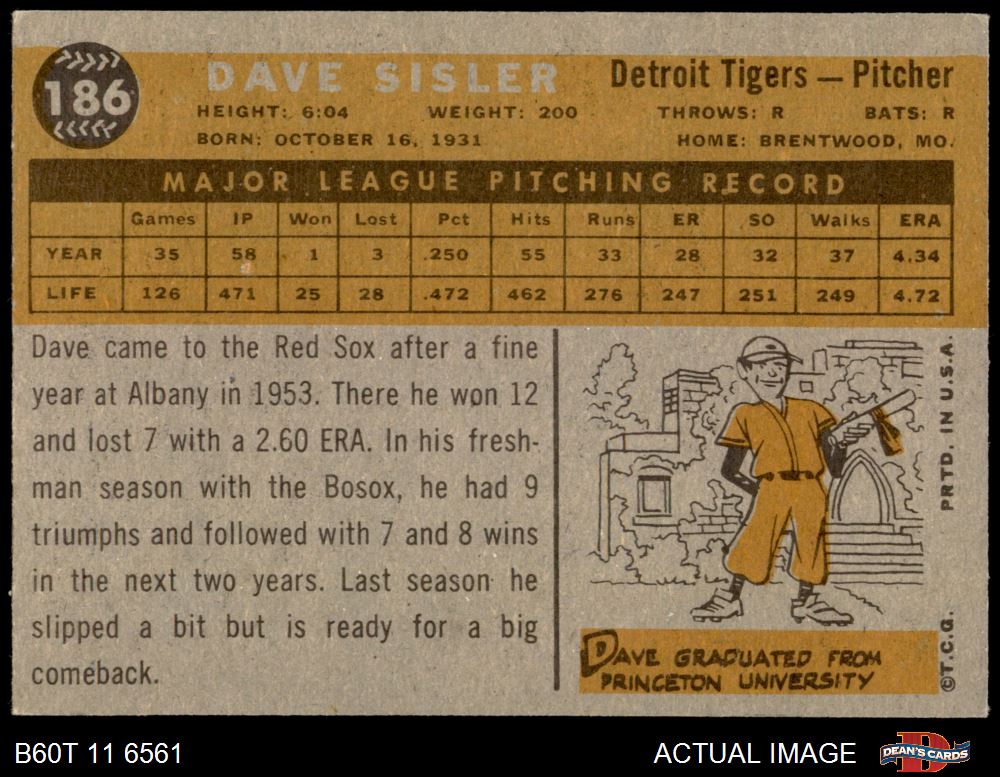 186
DAVE SISLER
Detroit Tigers — Pitcher
HEIGHT: 6:04 WEIGHT: 200 THROWS: R BATS: R
BORN: OCTOBER 16, 1931 HOME: BRENTWOOD, MO.
MAJOR LEAGUE PITCHING RECORD
Games IP Won Lost Pct Hits Runs ER SO Walks ERA
YEAR 35 58 1 3 .250 55 33 28 32 37 4.34
LIFE 126 471 25 28 .472 462 276 247 251 249 4.72
Dave came to the Red Sox after a fine
year at Albany in 1953. There he won 12
and lost 7 with a 2.60 ERA. In his fresh-
man season with the Bosox, he had 9
triumphs and followed with 7 and 8 wins
in the next two years. Last season he
slipped a bit but is ready for a big
comeback.
DAVE GRADUATED FROM
PRINCETON UNIVERSITY
©T.C.G. PRTD. IN U.S.A.
B60T 11 6561
ACTUAL IMAGE
DEAN'S CARDS